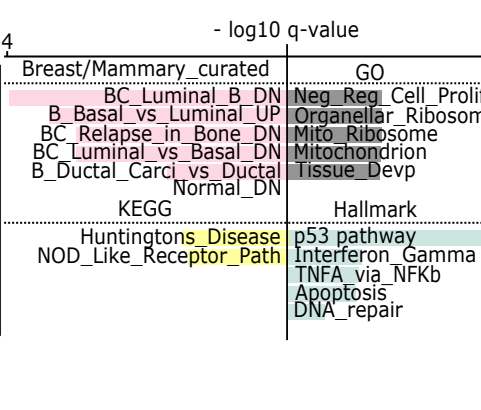 - log10 q-value
4
Breast/Mammary_curated
BC_Luminal_B_DN
B_Basal_vs_Luminal_UP
BC_Relapse_in_Bone_DN
BC_Luminal_vs_Basal_DN
B_Ductal_Carci_vs_Ductal
Normal_DN
GO
Neg_Reg_Cell_Prolif
Organellar_Ribosom
Mito_Ribosome
Mitochondrion
Tissue_Devp
KEGG
Huntingtons_Disease
NOD_Like_Receptor_Path
Hallmark
p53 pathway
Interferon_Gamma
TNFA_via_NFKb
Apoptosis
DNA_repair